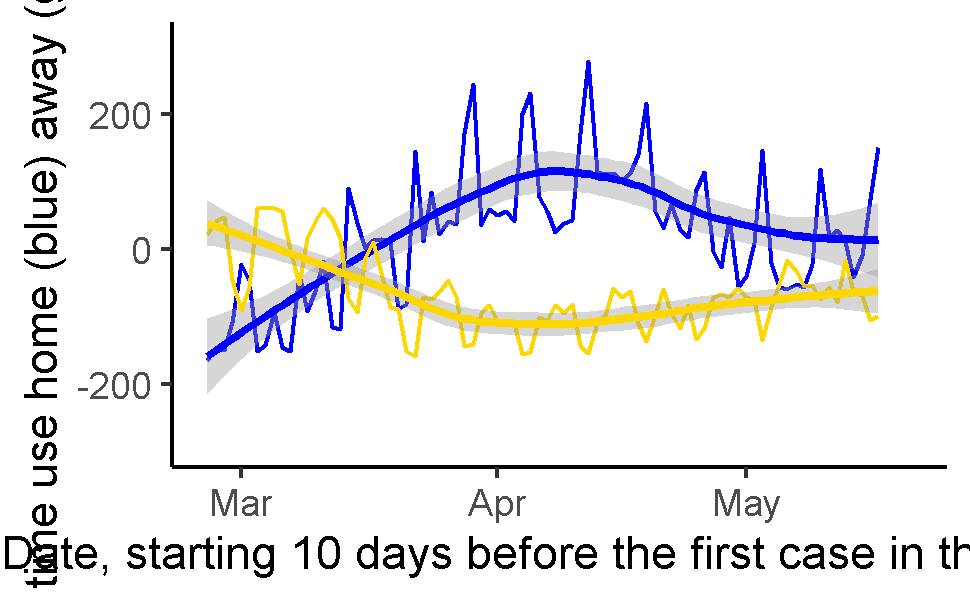 time use home (blue) away (
200
0
-200
Mar Apr May
Date, starting 10 days before the first case in th